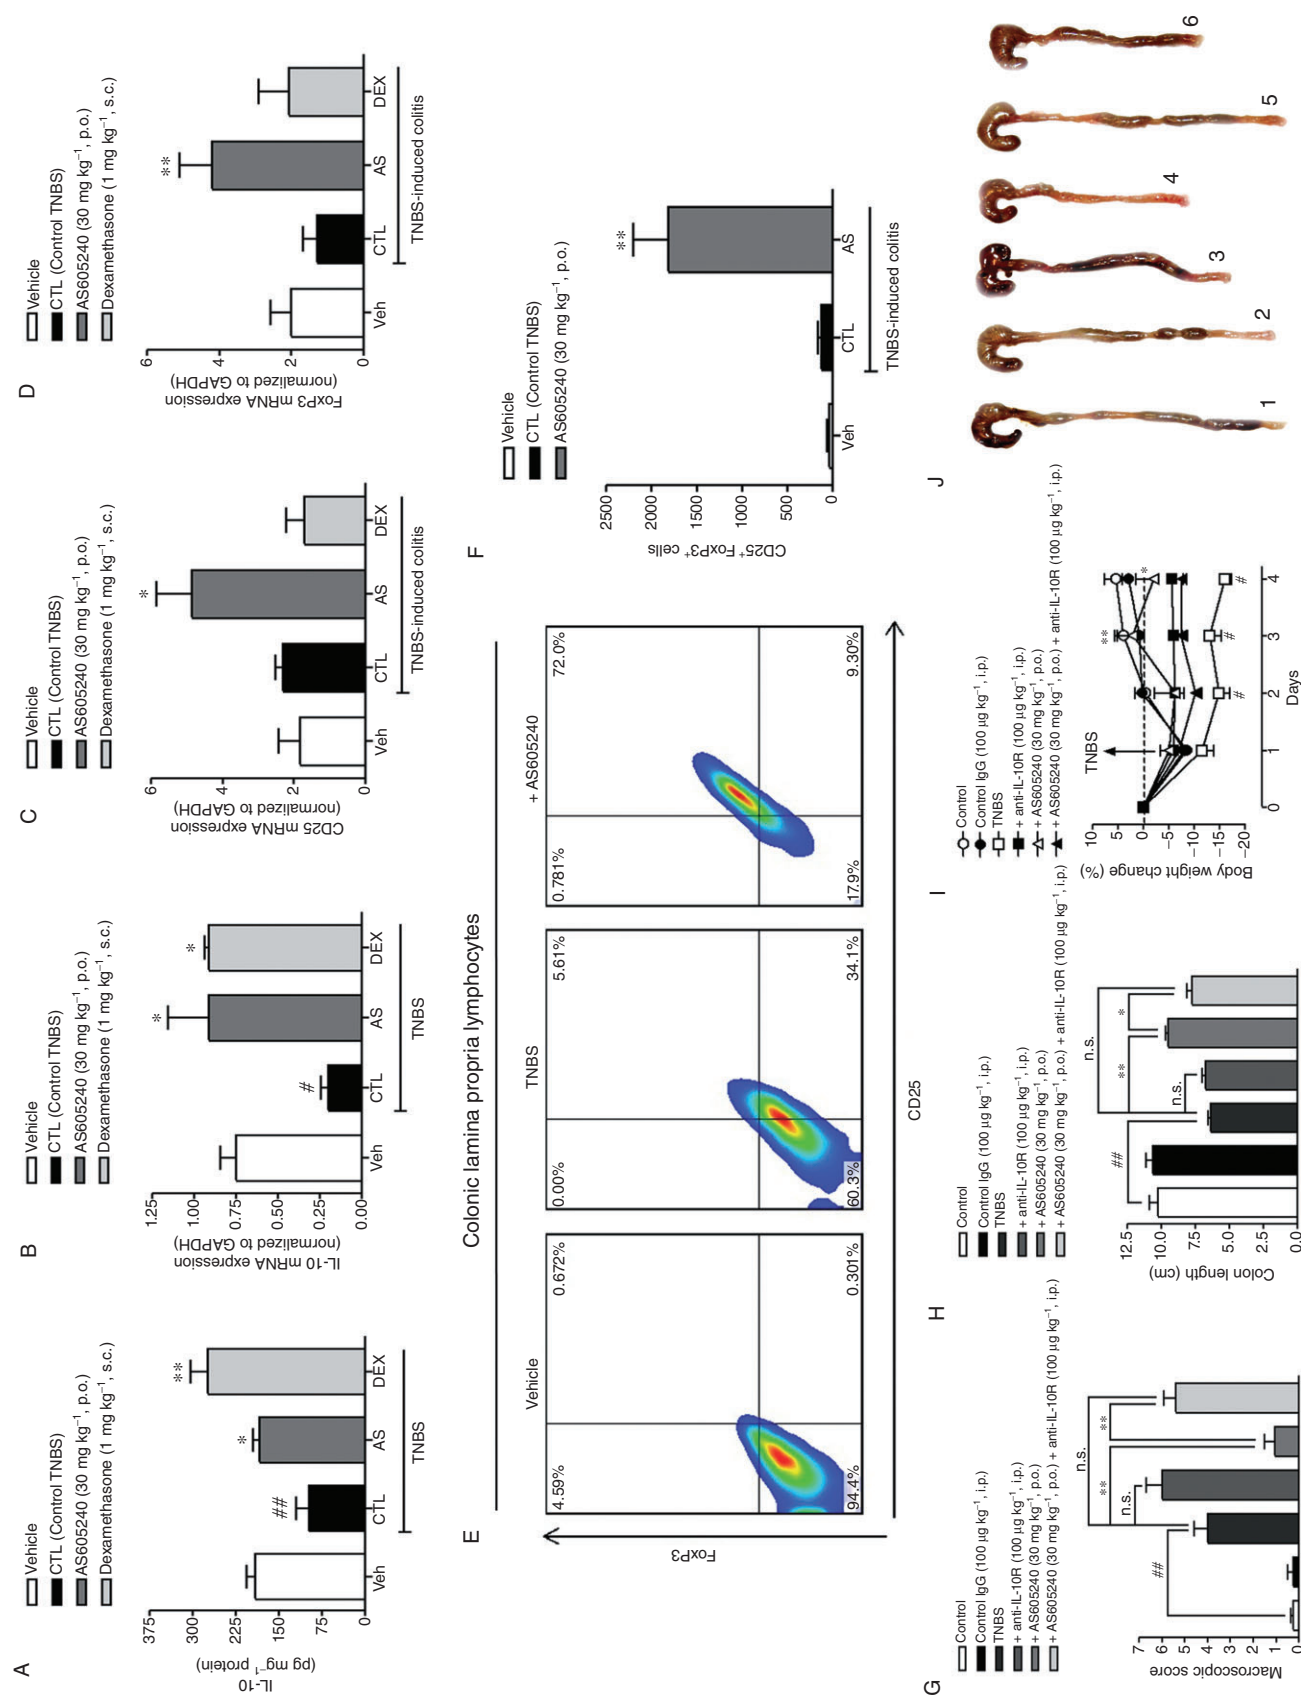 A
Vehicle
CTL (Control TNBS)
AS605240 (30 mg kg⁻¹, p.o.)
Dexamethasone (1 mg kg⁻¹, s.c.)
IL-10
(pg mg⁻¹ protein)
375
300
225
150
75
0
##
*
**
Veh
CTL
AS
DEX
TNBS
B
Vehicle
CTL (Control TNBS)
AS605240 (30 mg kg⁻¹, p.o.)
Dexamethasone (1 mg kg⁻¹, s.c.)
IL-10 mRNA expression
(normalized to GAPDH)
1.25
1.00
0.75
0.50
0.25
0.00
#
*
*
Veh
CTL
AS
DEX
TNBS
C
Vehicle
CTL (Control TNBS)
AS605240 (30 mg kg⁻¹, p.o.)
Dexamethasone (1 mg kg⁻¹, s.c.)
CD25 mRNA expression
(normalized to GAPDH)
6
4
2
0
*
Veh
CTL
AS
DEX
TNBS-induced colitis
D
Vehicle
CTL (Control TNBS)
AS605240 (30 mg kg⁻¹, p.o.)
Dexamethasone (1 mg kg⁻¹, s.c.)
FoxP3 mRNA expression
(normalized to GAPDH)
6
4
2
0
**
Veh
CTL
AS
DEX
TNBS-induced colitis
E
Colonic lamina propria lymphocytes
Vehicle
TNBS
+ AS605240
4.59%
0.672%
0.00%
5.61%
0.781%
72.0%
94.4%
0.301%
60.3%
34.1%
17.9%
9.30%
FoxP3
CD25
F
Vehicle
CTL (Control TNBS)
AS605240 (30 mg kg⁻¹, p.o.)
CD25⁺ FoxP3⁺ cells
2500
2000
1500
1000
500
0
**
Veh
CTL
AS
TNBS-induced colitis
G
Control
Control IgG (100 µg kg⁻¹, i.p.)
TNBS
+ anti-IL-10R (100 µg kg⁻¹, i.p.)
+ AS605240 (30 mg kg⁻¹, p.o.)
+ AS605240 (30 mg kg⁻¹, p.o.) + anti-IL-10R (100 µg kg⁻¹, i.p.)
Macroscopic score
7
6
5
4
3
2
1
0
n.s.
**
**
n.s.
##
H
Control
Control IgG (100 µg kg⁻¹, i.p.)
TNBS
+ anti-IL-10R (100 µg kg⁻¹, i.p.)
+ AS605240 (30 mg kg⁻¹, p.o.)
+ AS605240 (30 mg kg⁻¹, p.o.) + anti-IL-10R (100 µg kg⁻¹, i.p.)
Colon length (cm)
12.5
10.0
7.5
5.0
2.5
0.0
n.s.
##
**
*
n.s.
I
Control
Control IgG (100 µg kg⁻¹, i.p.)
TNBS
+ anti-IL-10R (100 µg kg⁻¹, i.p.)
+ AS605240 (30 mg kg⁻¹, p.o.)
+ AS605240 (30 mg kg⁻¹, p.o.) + anti-IL-10R (100 µg kg⁻¹, i.p.)
Body weight change (%)
10
5
0
−5
−10
−15
−20
TNBS
**
*
#
#
#
0
1
2
3
4
Days
J
1
2
3
4
5
6